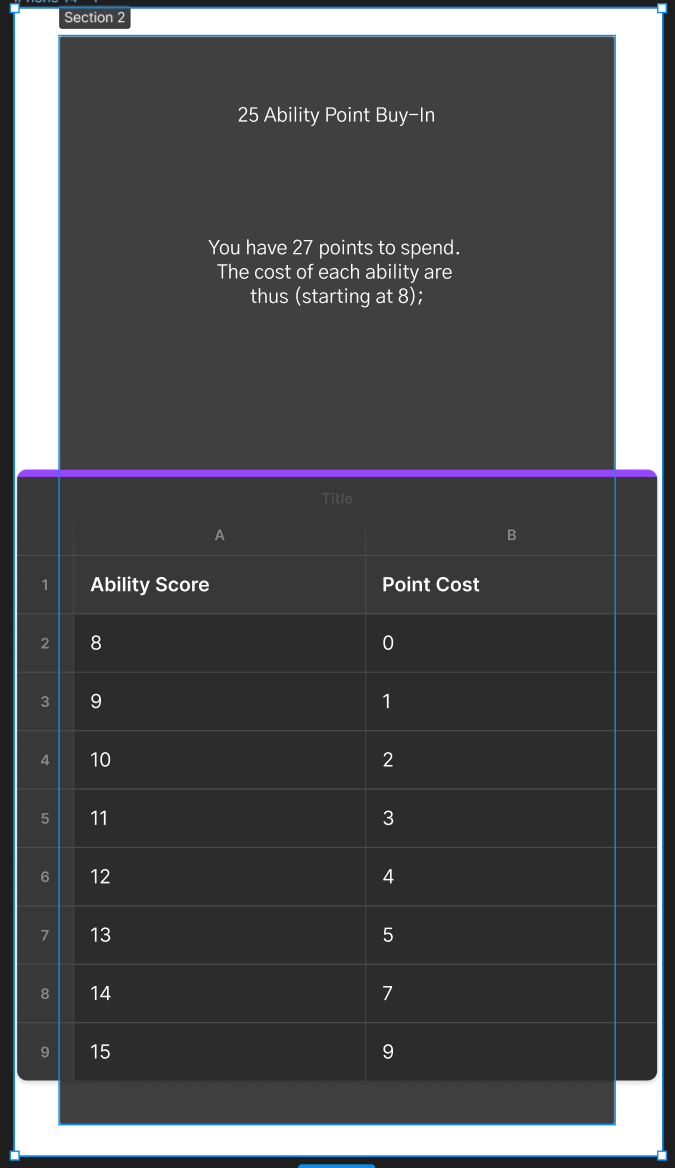 Section 2
25 Ability Point Buy-In
You have 27 points to spend.
The cost of each ability are
thus (starting at 8);
Title
A B
1 Ability Score Point Cost
2 8 0
3 9 1
4 10 2
5 11 3
6 12 4
7 13 5
8 14 7
9 15 9